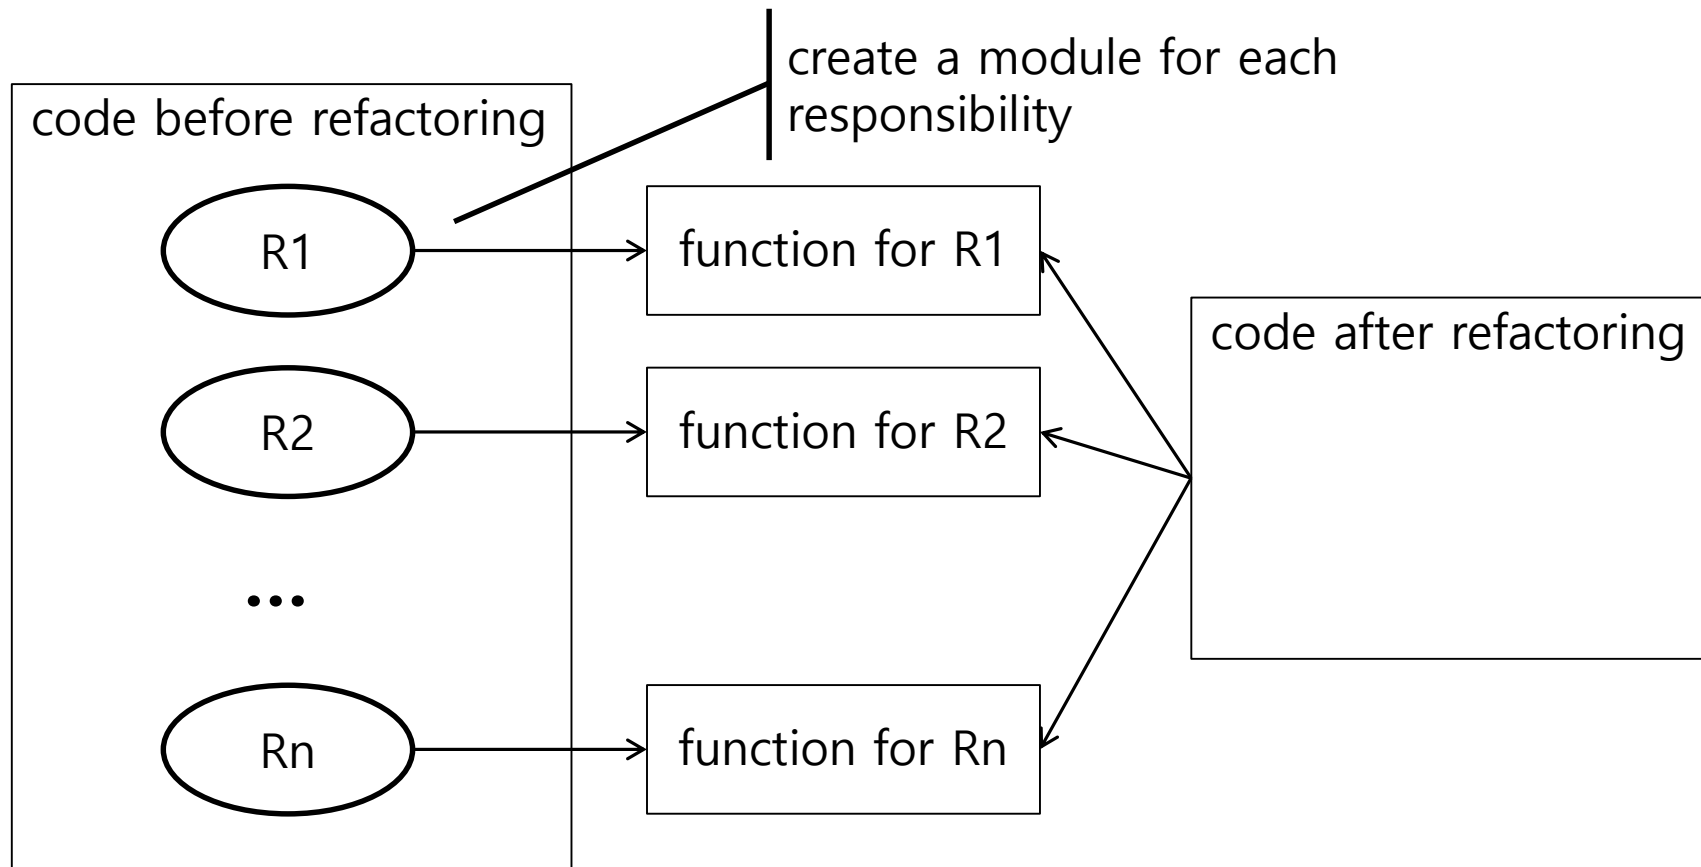 create a module for each
responsibility
code before refactoring
R1
function for R1
code after refactoring
R2
function for R2
...
Rn
function for Rn